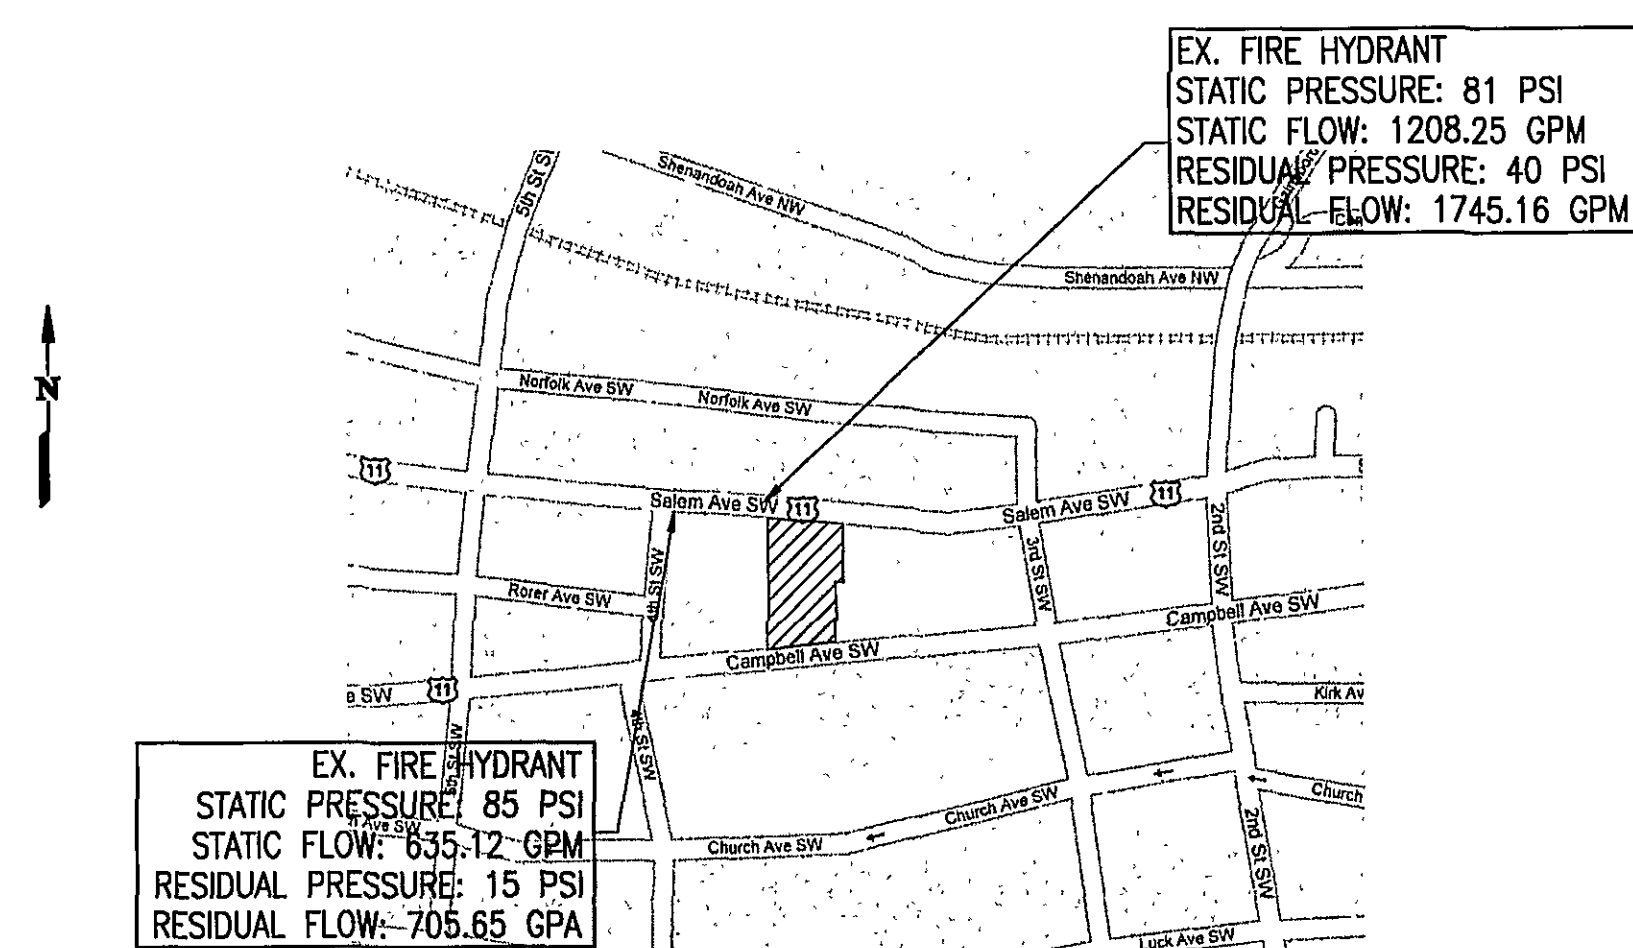 EX. FIRE HYDRANT
STATIC PRESSURE: 81 PSI
STATIC FLOW: 1208.25 GPM
RESIDUAL PRESSURE: 40 PSI
RESIDUAL FLOW: 1745.16 GPM
5th St S
Shenandoah Ave NW
Shenandoah Ave NW
N
Norfolk Ave SW
Norfolk Ave SW
11
Salem Ave SW
11
Salem Ave SW
11
4th St SW
3rd St SW
2nd St SW
Rorer Ave SW
Campbell Ave SW
Campbell Ave SW
e SW
11
Kirk Av
4th St SW
5th St SW
EX. FIRE HYDRANT
STATIC PRESSURE: 85 PSI
STATIC FLOW: 635.12 GPM
RESIDUAL PRESSURE: 15 PSI
RESIDUAL FLOW: 705.65 GPA
h Ave SW
Church Ave SW
Church Ave SW
Church
2nd St SW
Luck Ave SW